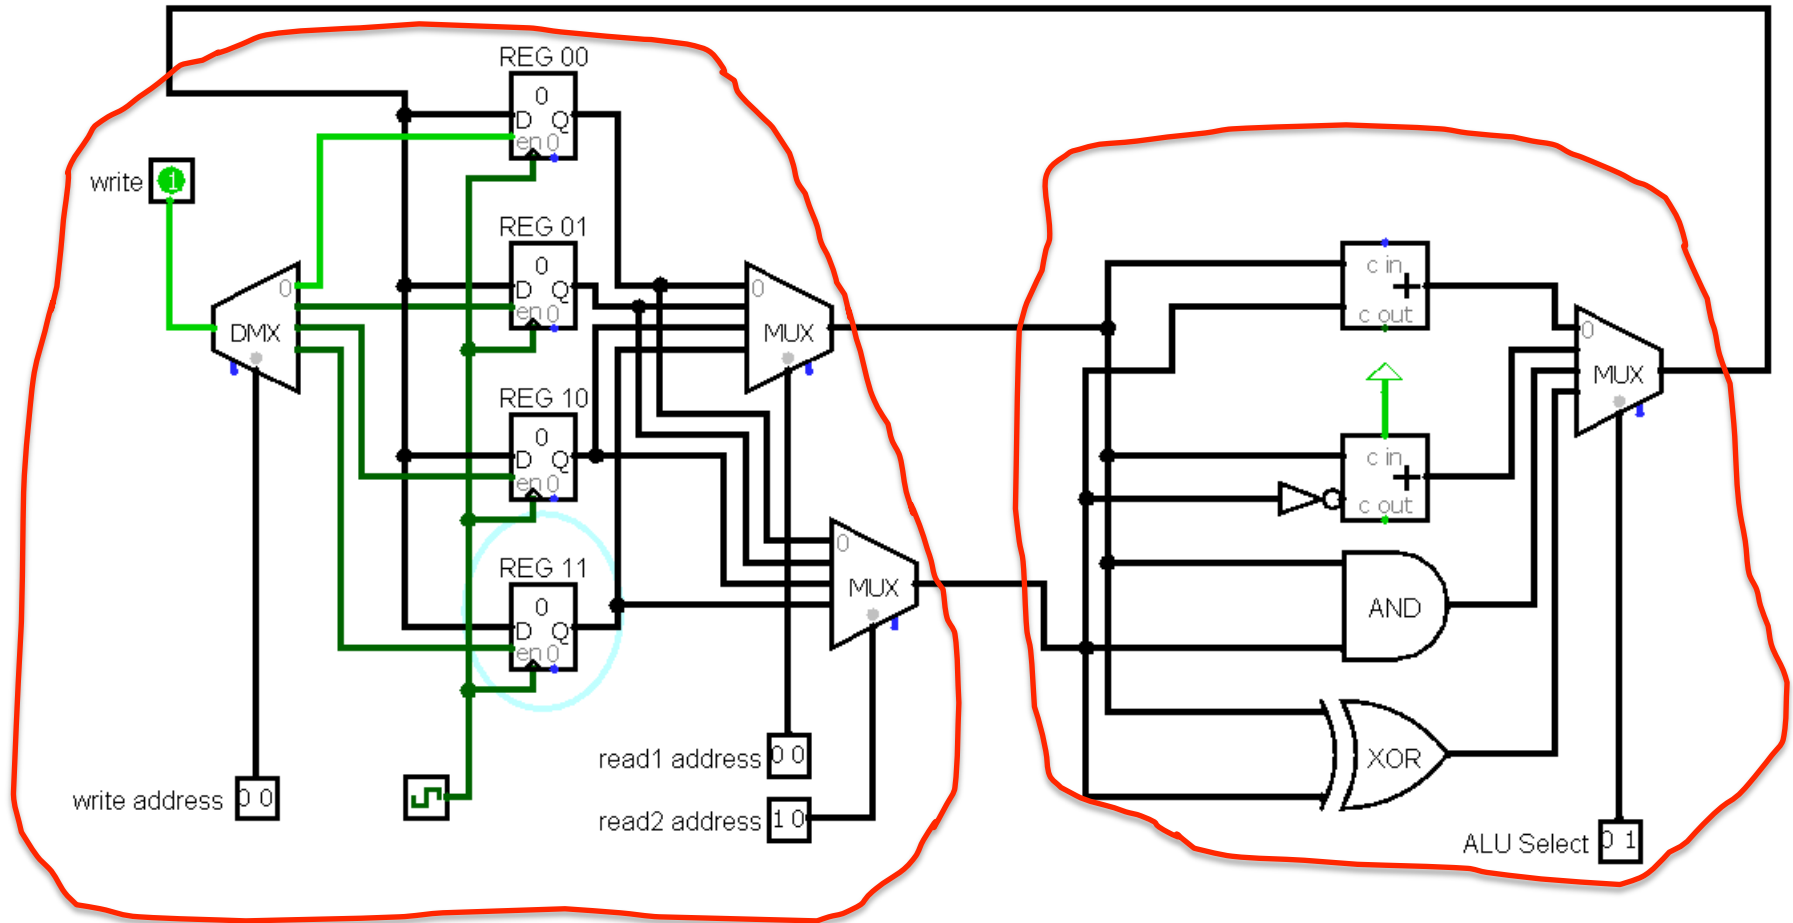 REG 00
0
D Q
en 0
write 1
REG 01
0
D Q
en 0
0
DMX
0
MUX
REG 10
0
D Q
en 0
REG 11
0
D Q
en 0
0
MUX
write address 0 0
read1 address 0 0
read2 address 1 0
c in
+
c out
c in
+
c out
AND
XOR
0
MUX
ALU Select 0 1